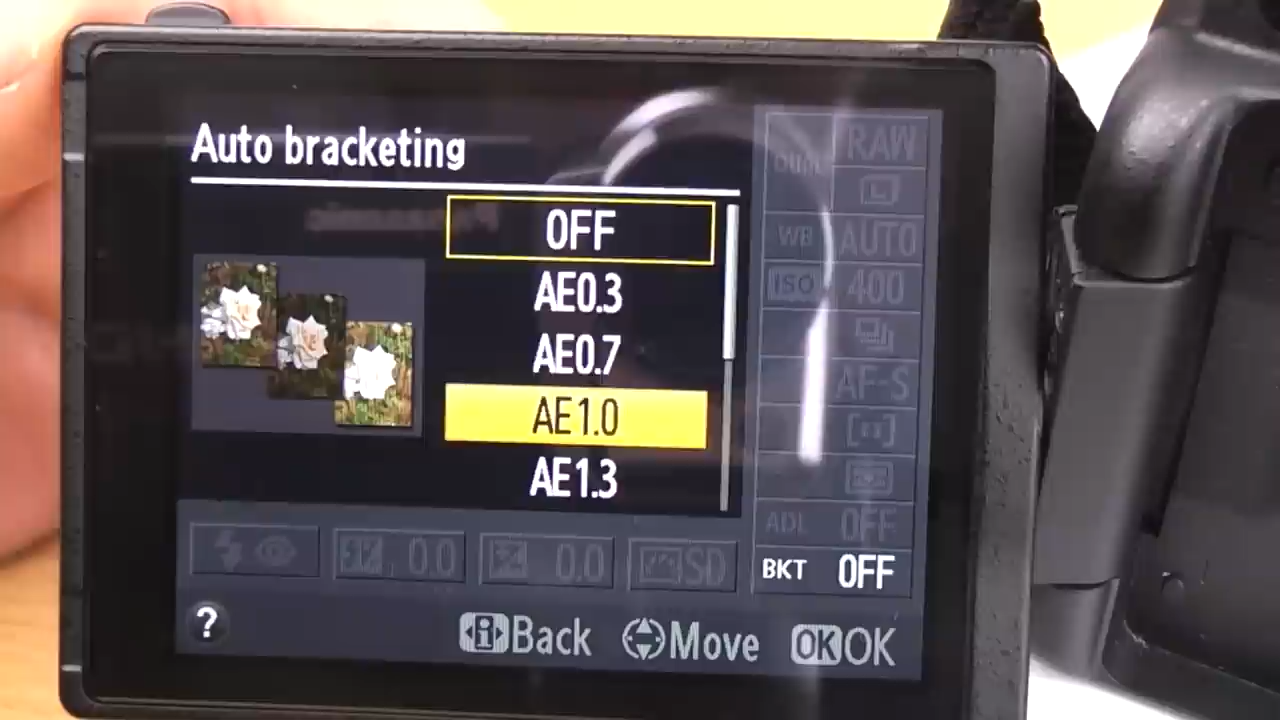 Auto bracketing
OFF
AE0.3
AE0.7
AE1.0
AE1.3
RAW
L
WB AUTO
ISO 400
AF-S
ADL OFF
BKT OFF
0.0
0.0
SD
? Back Move OK OK